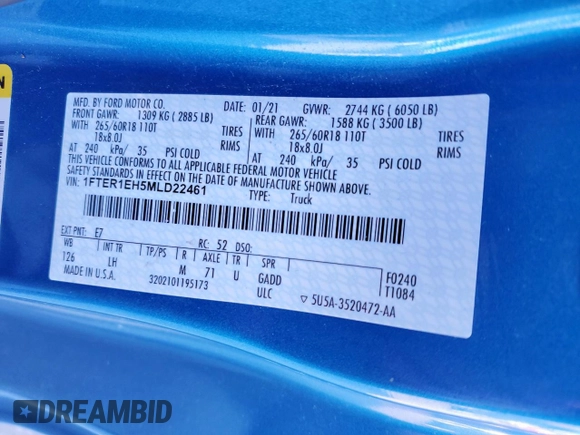 N
MFD. BY FORD MOTOR CO.
DATE: 01/21 GVWR: 2744 KG ( 6050 LB)
FRONT GAWR: 1309 KG ( 2885 LB) REAR GAWR: 1588 KG ( 3500 LB)
WITH 265/60R18 110T TIRES WITH 265/60R18 110T TIRES
18x8.0J RIMS 18x8.0J RIMS
AT 240 kPa/ 35 PSI COLD AT 240 kPa/ 35 PSI COLD
THIS VEHICLE CONFORMS TO ALL APPLICABLE FEDERAL MOTOR VEHICLE
SAFETY STANDARDS IN EFFECT ON THE DATE OF MANUFACTURE SHOWN ABOVE.
VIN: 1FTER1EH5MLD22461
TYPE: Truck
EXT PNT: E7 RC: 52 DSO:
WB INT TR TP/PS R AXLE TR SPR
126 LH M 71 U GADD F0240
MADE IN U.S.A. 3202101195173 ULC T1084
▽ 5U5A-3520472-AA
DREAMBID